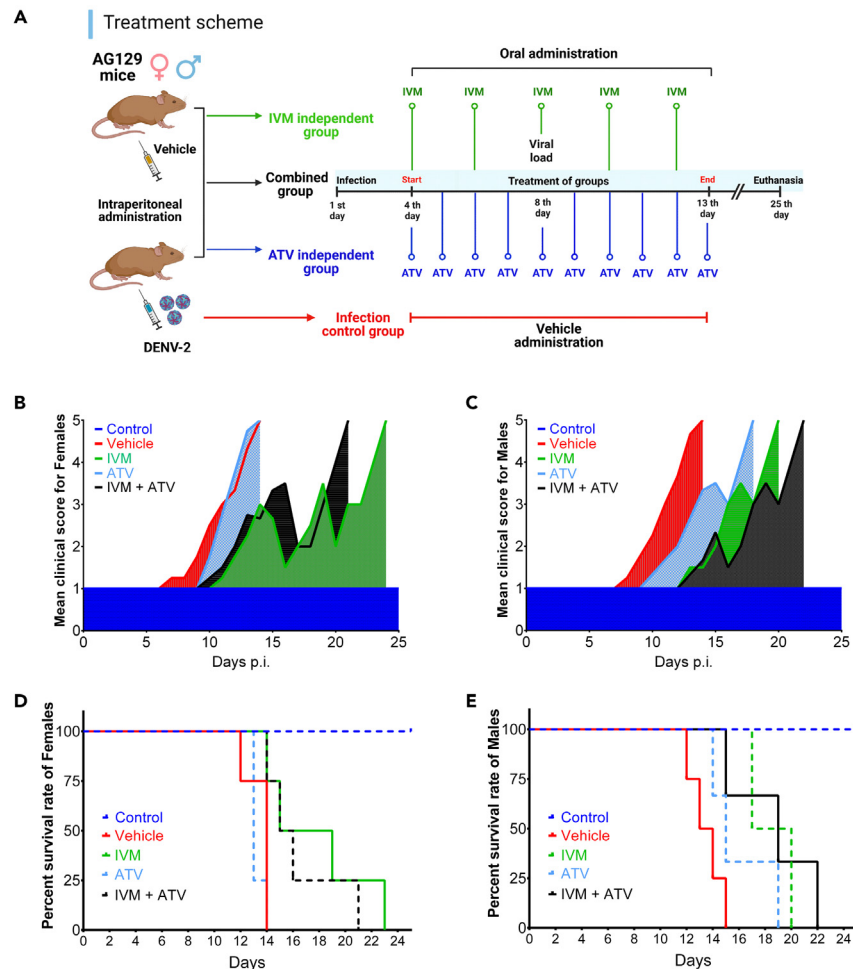 A
Treatment scheme
AG129
mice
Vehicle
Intraperitoneal administration
DENV-2
IVM independent
group
Combined
group
ATV independent
group
Infection
control group
Oral administration
IVM IVM IVM IVM IVM
Viral
load
Infection Start Treatment of groups End Euthanasia
1 st
day
4 th
day
8 th
day
13 th
day
25 th
day
ATV ATV ATV ATV ATV ATV ATV ATV ATV
Vehicle
administration
B
Mean clinical score for Females
5
4
3
2
1
0
Control
Vehicle
IVM
ATV
IVM + ATV
0 5 10 15 20 25
Days p.i.
C
Mean clinical score for Males
5
4
3
2
1
0
Control
Vehicle
IVM
ATV
IVM + ATV
0 5 10 15 20 25
Days p.i.
D
Percent survival rate of Females
100
75
50
25
0
Control
Vehicle
IVM
ATV
IVM + ATV
0 2 4 6 8 10 12 14 16 19 21 22 24
Days
E
Percent survival rate of Males
100
75
50
25
0
Control
Vehicle
IVM
ATV
IVM + ATV
0 2 4 6 8 10 12 14 16 18 20 22 24
Days